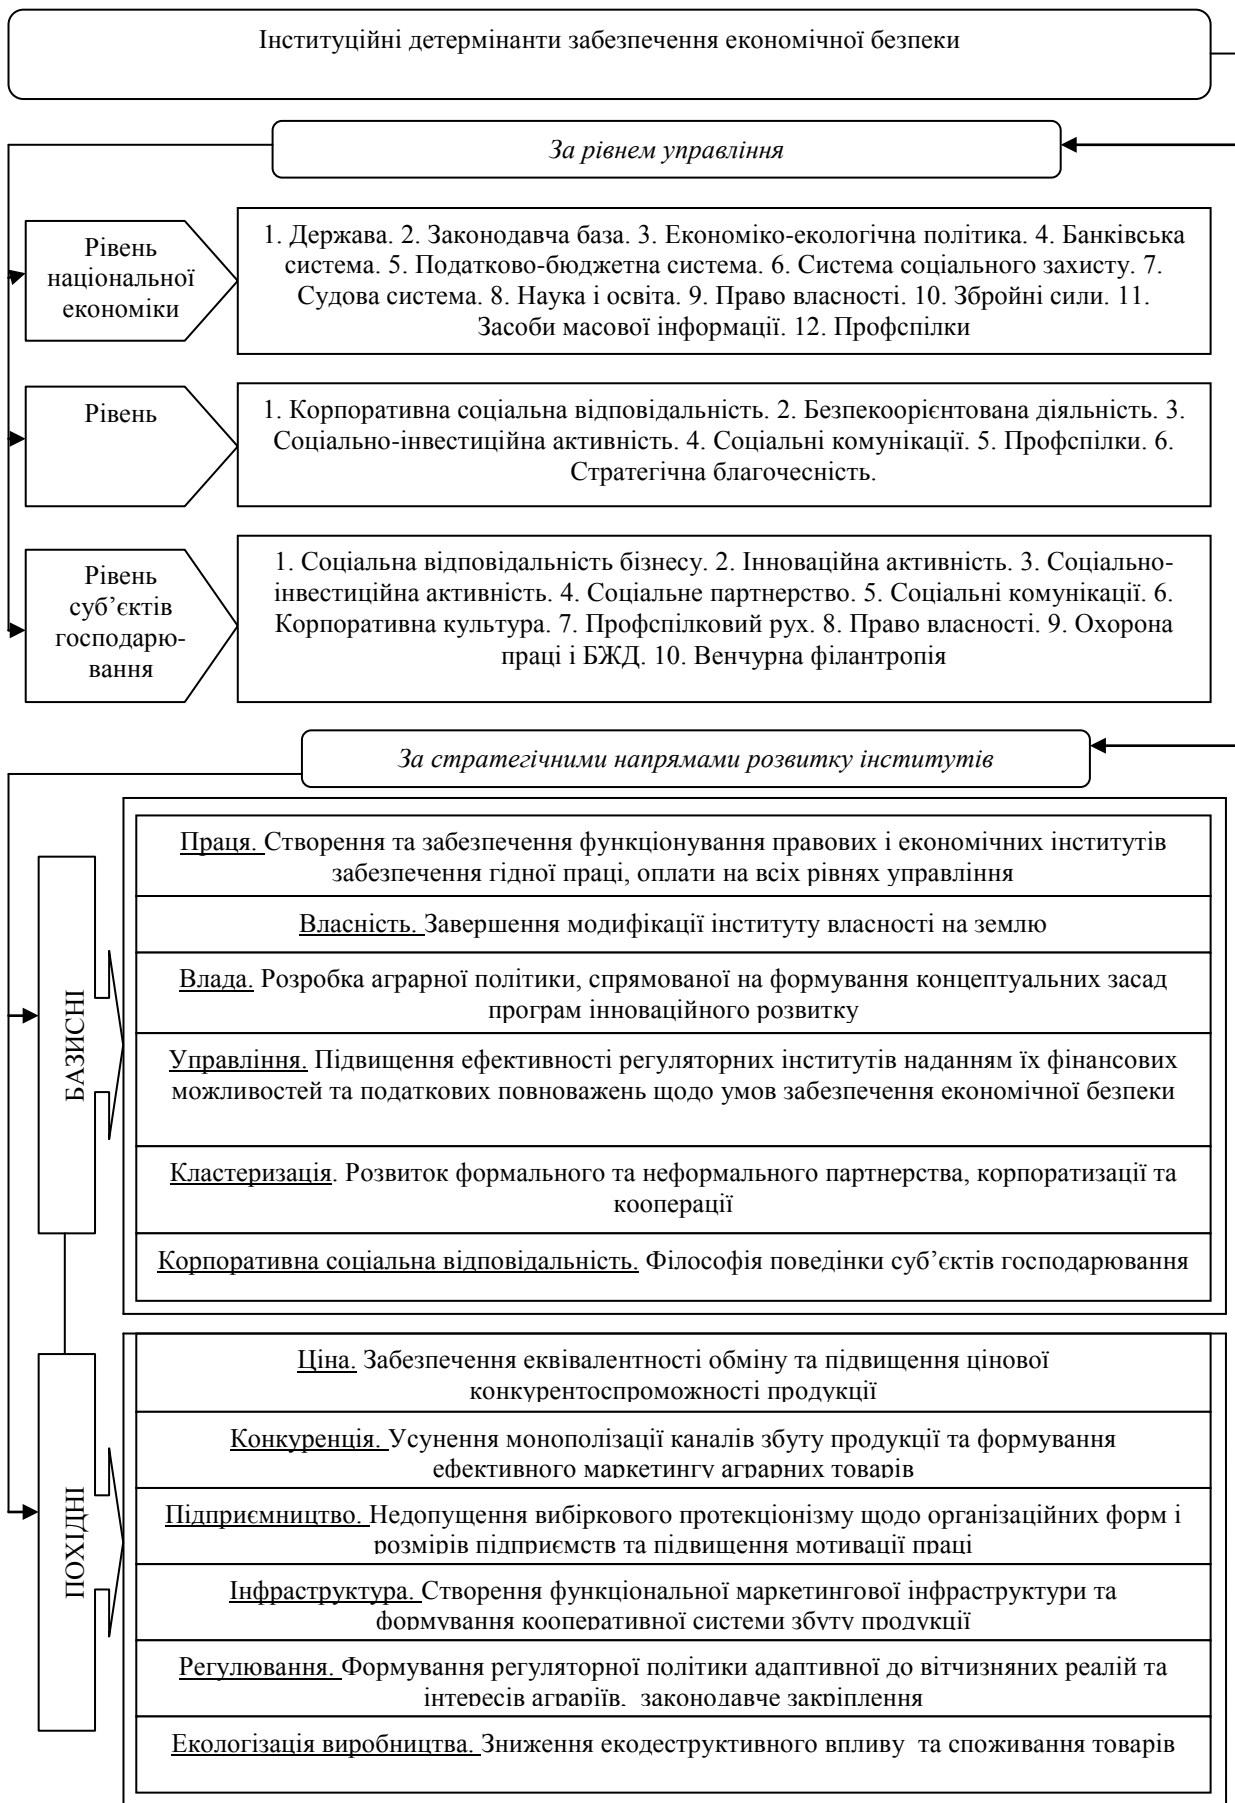 Інституційні детермінанти забезпечення економічної безпеки
За рівнем управління
Рівень
національної
економіки
1. Держава. 2. Законодавча база. 3. Економіко-екологічна політика. 4. Банківська
система. 5. Податково-бюджетна система. 6. Система соціального захисту. 7.
Судова система. 8. Наука і освіта. 9. Право власності. 10. Збройні сили. 11.
Засоби масової інформації. 12. Профспілки
Рівень
1. Корпоративна соціальна відповідальність. 2. Безпекоорієнтована діяльність. 3.
Соціально-інвестиційна активність. 4. Соціальні комунікації. 5. Профспілки. 6.
Стратегічна благочесність.
Рівень
суб’єктів
господарю-
вання
1. Соціальна відповідальність бізнесу. 2. Інноваційна активність. 3. Соціально-
інвестиційна активність. 4. Соціальне партнерство. 5. Соціальні комунікації. 6.
Корпоративна культура. 7. Профспілковий рух. 8. Право власності. 9. Охорона
праці і БЖД. 10. Венчурна філантропія
За стратегічними напрямами розвитку інститутів
БАЗИСНІ
Праця. Створення та забезпечення функціонування правових і економічних інститутів
забезпечення гідної праці, оплати на всіх рівнях управління
Власність. Завершення модифікації інституту власності на землю
Влада. Розробка аграрної політики, спрямованої на формування концептуальних засад
програм інноваційного розвитку
Управління. Підвищення ефективності регуляторних інститутів наданням їх фінансових
можливостей та податкових повноважень щодо умов забезпечення економічної безпеки
Кластеризація. Розвиток формального та неформального партнерства, корпоратизації та
кооперації
Корпоративна соціальна відповідальність. Філософія поведінки суб’єктів господарювання
ПОХІДНІ
Ціна. Забезпечення еквівалентності обміну та підвищення цінової
конкурентоспроможності продукції
Конкуренція. Усунення монополізації каналів збуту продукції та формування
ефективного маркетингу аграрних товарів
Підприємництво. Недопущення вибіркового протекціонізму щодо організаційних форм і
розмірів підприємств та підвищення мотивації праці
Інфраструктура. Створення функціональної маркетингової інфраструктури та
формування кооперативної системи збуту продукції
Регулювання. Формування регуляторної політики адаптивної до вітчизняних реалій та
інтересів аграріїв, законодавче закріплення
Екологізація виробництва. Зниження екодеструктивного впливу та споживання товарів